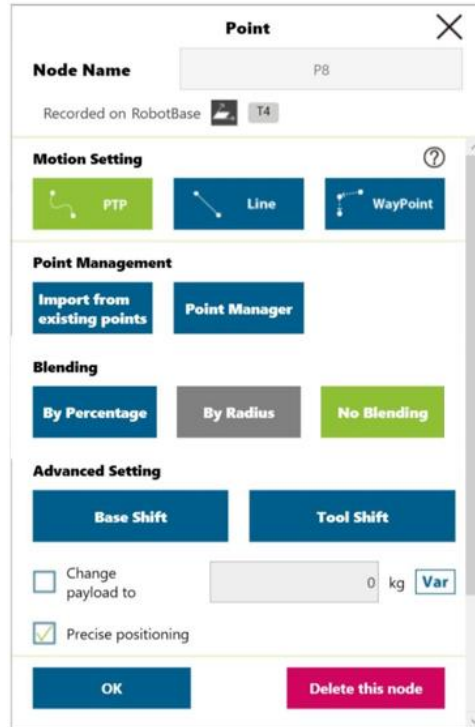 Point
Node Name
P8
Recorded on RobotBase T4
Motion Setting
PTP Line WayPoint
Point Management
Import from
existing points
Point Manager
Blending
By Percentage By Radius No Blending
Advanced Setting
Base Shift Tool Shift
Change
payload to
0 kg Var
Precise positioning
OK Delete this node